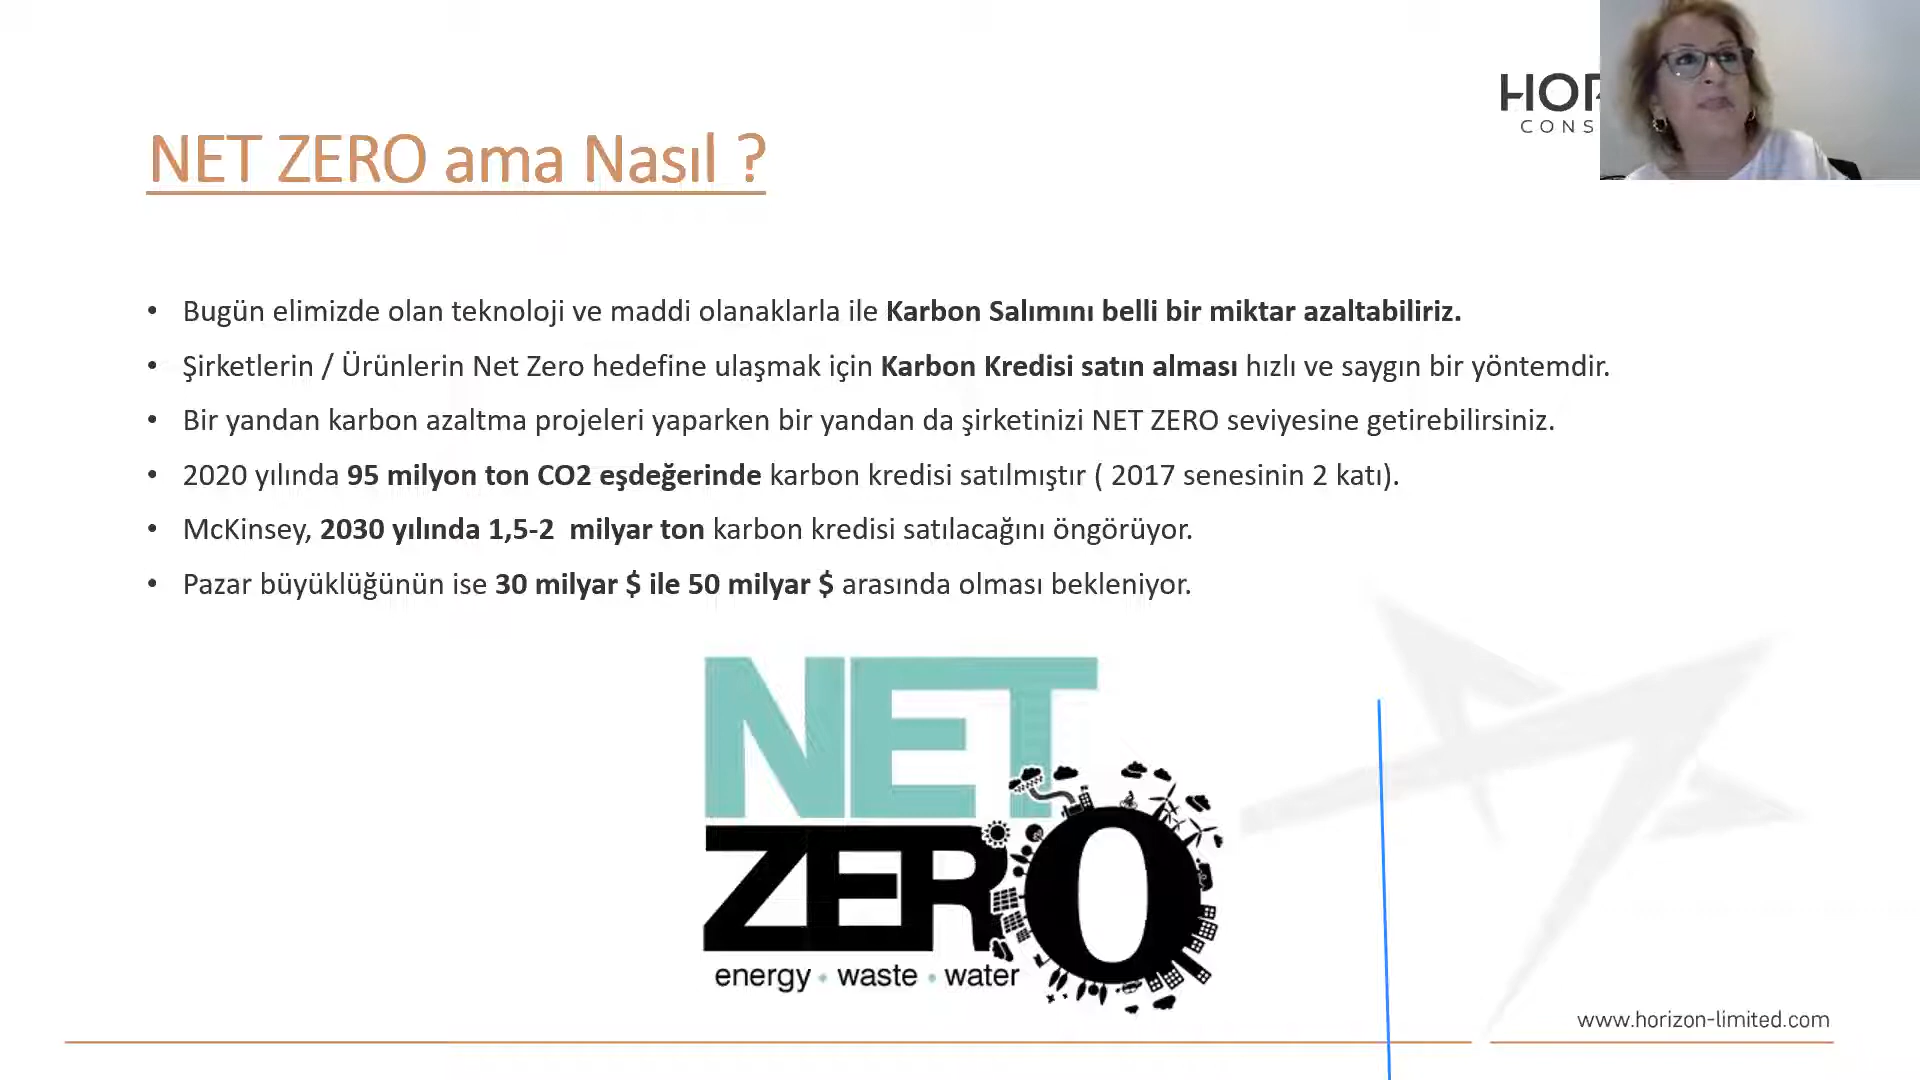 NET ZERO ama Nasıl ?
• Bugün elimizde olan teknoloji ve maddi olanaklarla ile Karbon Salımını belli bir miktar azaltabiliriz.
• Şirketlerin / Ürünlerin Net Zero hedefine ulaşmak için Karbon Kredisi satın alması hızlı ve saygın bir yöntemdir.
• Bir yandan karbon azaltma projeleri yaparken bir yandan da şirketinizi NET ZERO seviyesine getirebilirsiniz.
• 2020 yılında 95 milyon ton CO2 eşdeğerinde karbon kredisi satılmıştır ( 2017 senesinin 2 katı).
• McKinsey, 2030 yılında 1,5-2  milyar ton karbon kredisi satılacağını öngörüyor.
• Pazar büyüklüğünün ise 30 milyar $ ile 50 milyar $ arasında olması bekleniyor.
NET
ZERO
energy • waste • water
www.horizon-limited.com